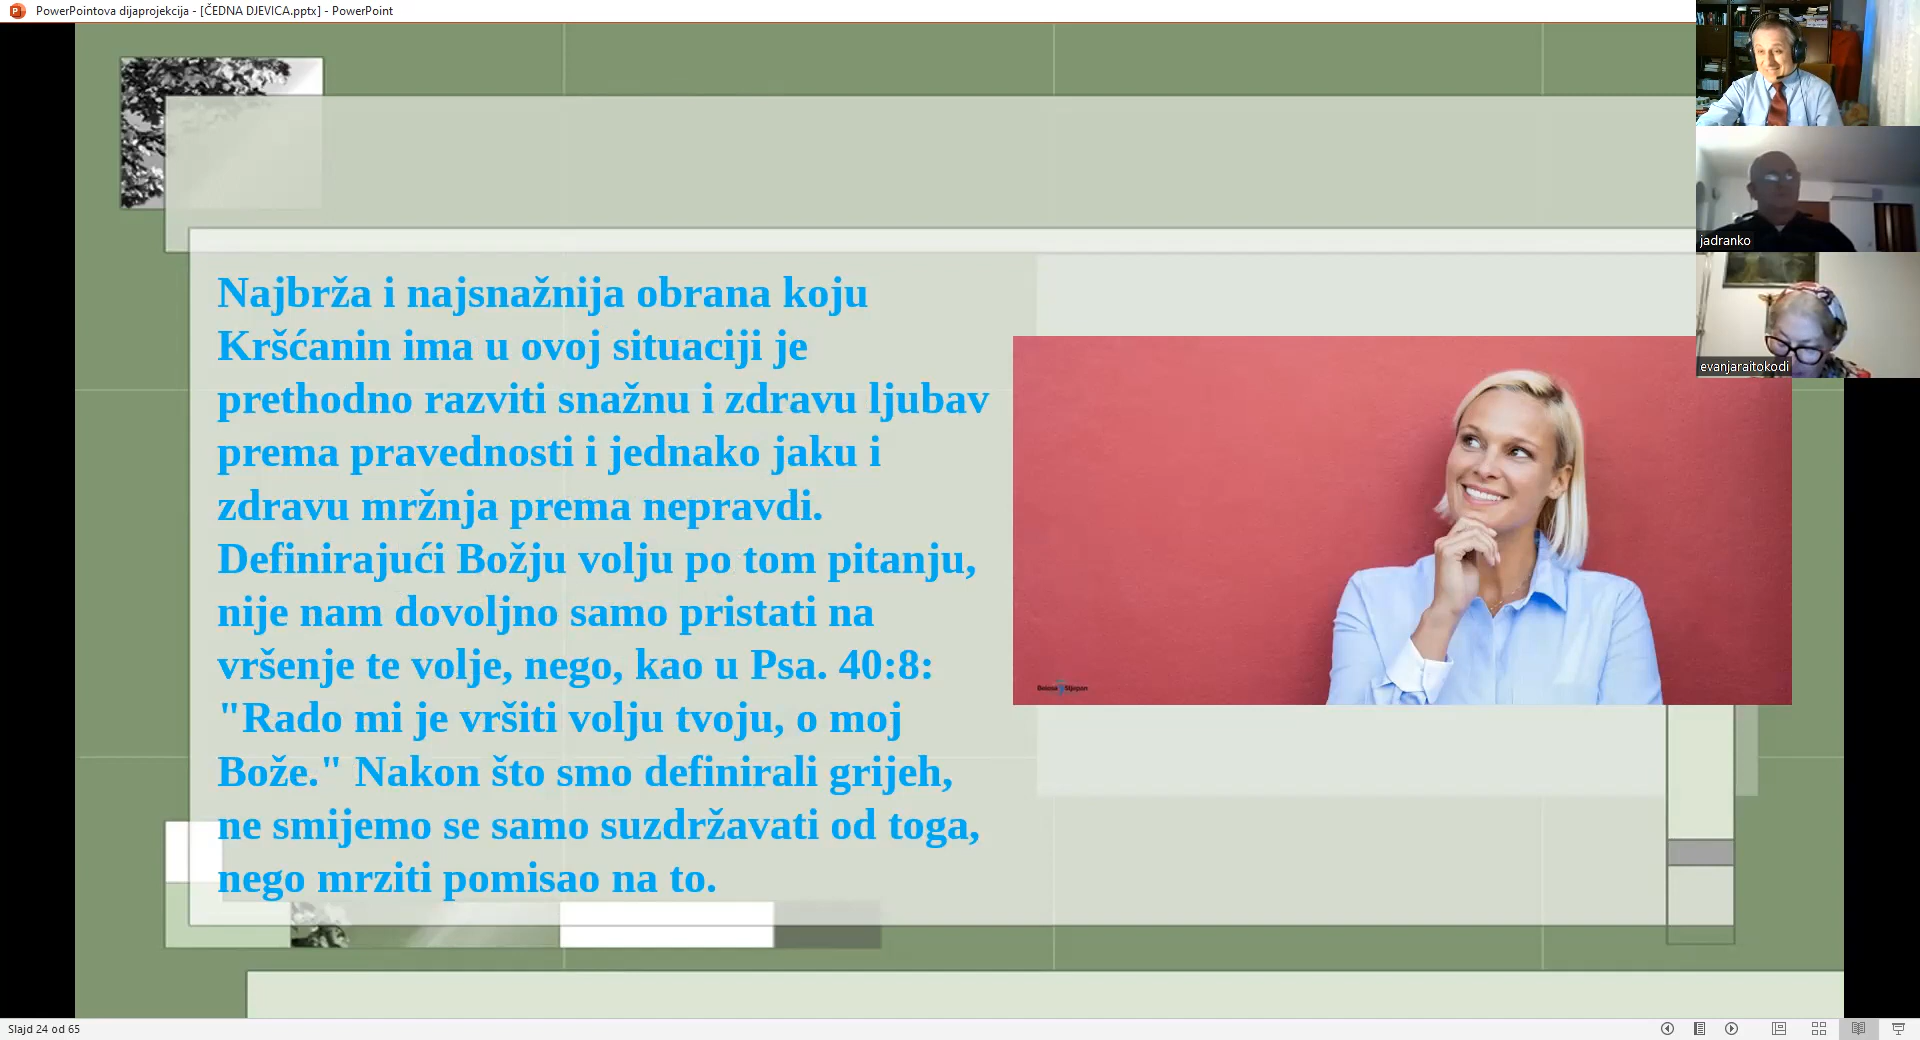 PowerPointova dijaprojekcija - [ČEDNA DJEVICA.pptx] - PowerPoint
jadranko
evanjaraitokodi
Najbrža i najsnažnija obrana koju
Kršćanin ima u ovoj situaciji je
prethodno razviti snažnu i zdravu ljubav
prema pravednosti i jednako jaku i
zdravu mržnja prema nepravdi.
Definirajući Božju volju po tom pitanju,
nije nam dovoljno samo pristati na
vršenje te volje, nego, kao u Psa. 40:8:
"Rado mi je vršiti volju tvoju, o moj
Bože." Nakon što smo definirali grijeh,
ne smijemo se samo suzdržavati od toga,
nego mrziti pomisao na to.
Slajd 24 od 65